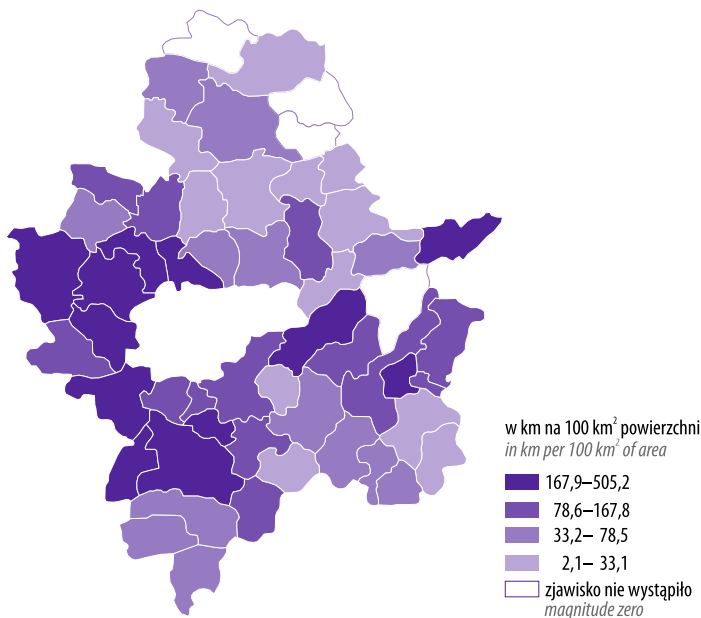 w km na 100 km² powierzchni
in km per 100 km² of area
167,9–505,2
78,6–167,8
33,2– 78,5
2,1– 33,1
zjawisko nie wystąpiło
magnitude zero